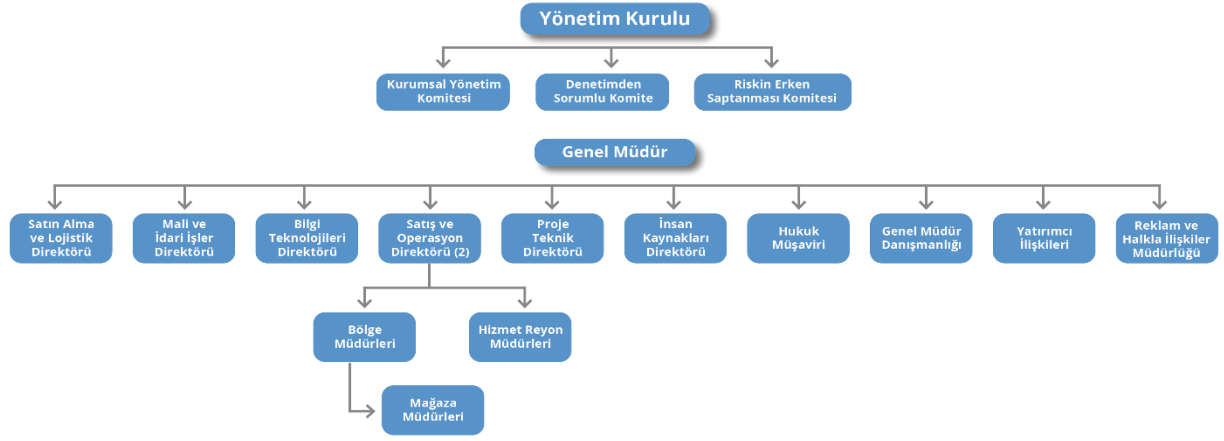 Yönetim Kurulu
Kurumsal Yönetim
Komitesi
Denetimden
Sorumlu Komite
Riskin Erken
Saptanması Komitesi
Genel Müdür
Satın Alma
ve Lojistik
Direktörü
Mali ve
İdari İşler
Direktörü
Bilgi
Teknolojileri
Direktörü
Satış ve
Operasyon
Direktörü (2)
Proje
Teknik
Direktörü
İnsan
Kaynakları
Direktörü
Hukuk
Müşaviri
Genel Müdür
Danışmanlığı
Yatırımcı
İlişkileri
Reklam ve
Halkla İlişkiler
Müdürlüğü
Bölge
Müdürleri
Hizmet Reyon
Müdürleri
Mağaza
Müdürleri